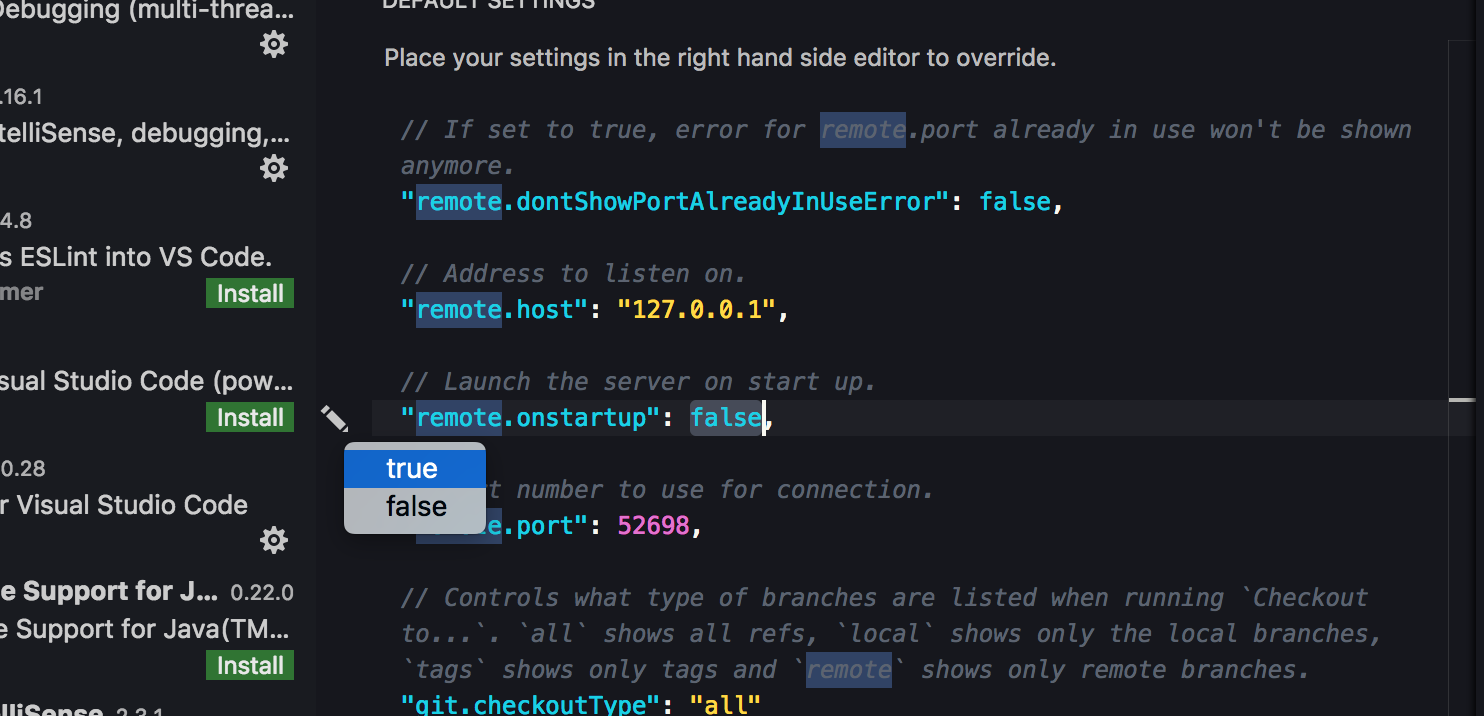 Debugging (multi-threa...
.16.1
telliSense, debugging,...
4.8
s ESLint into VS Code.
mer
Install
isual Studio Code (pow...
Install
0.28
r Visual Studio Code
e Support for J... 0.22.0
e Support for Java(TM...
Install
lliSense 2.3.1
DEFAULT SETTINGS
Place your settings in the right hand side editor to override.
// If set to true, error for remote.port already in use won't be shown
anymore.
"remote.dontShowPortAlreadyInUseError": false,
// Address to listen on.
"remote.host": "127.0.0.1",
// Launch the server on start up.
"remote.onstartup": false,
true
false
t number to use for connection.
e.port": 52698,
// Controls what type of branches are listed when running `Checkout
to...`. `all` shows all refs, `local` shows only the local branches,
`tags` shows only tags and `remote` shows only remote branches.
"git.checkoutType": "all"